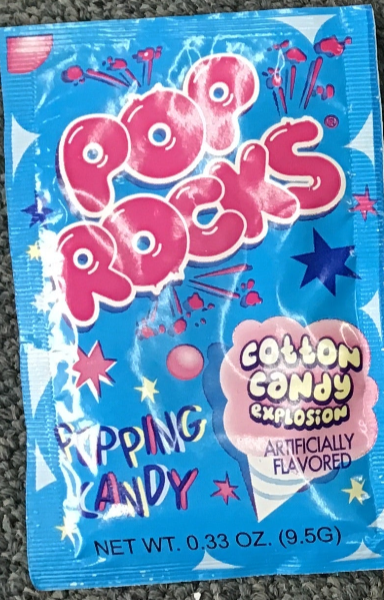 POP
ROCKS®
COTTON
CANDY
EXPLOSION
ARTIFICIALLY
FLAVORED
POPPING
CANDY
NET WT. 0.33 OZ. (9.5G)